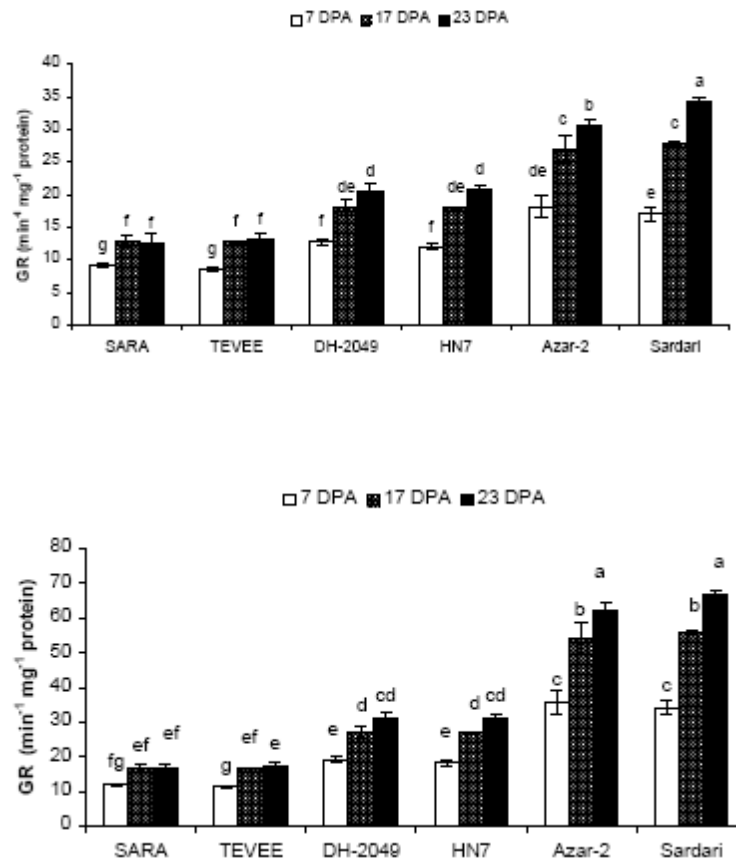 7 DPA 17 DPA 23 DPA
GR (min-1 mg-1 protein)
40
35
30
25
20
15
10
5
0
g f f g f f f de d f de d de c b e c a
SARA TEVEE DH-2049 HN7 Azar-2 Sardari
7 DPA 17 DPA 23 DPA
GR (min-1 mg-1 protein)
80
70
60
50
40
30
20
10
0
fg ef ef g ef e e d cd e d cd c b a c b a
SARA TEVEE DH-2049 HN7 Azar-2 Sardari